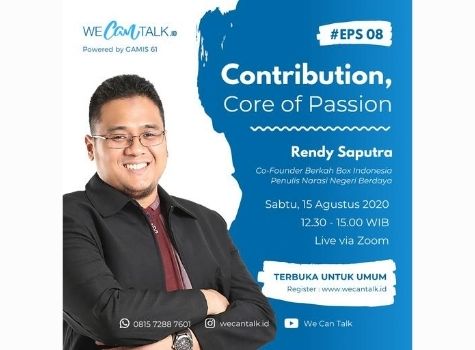 WE Can TALK.ID
Powered by GAMIS 61
#EPS 08
Contribution,
Core of Passion
Rendy Saputra
Co-Founder Berkah Box Indonesia
Penulis Narasi Negeri Berdaya
Sabtu, 15 Agustus 2020
12.30 - 15.00 WIB
Live via Zoom
TERBUKA UNTUK UMUM
Register : www.wecantalk.id
0815 7288 7601 wecantalk.id We Can Talk